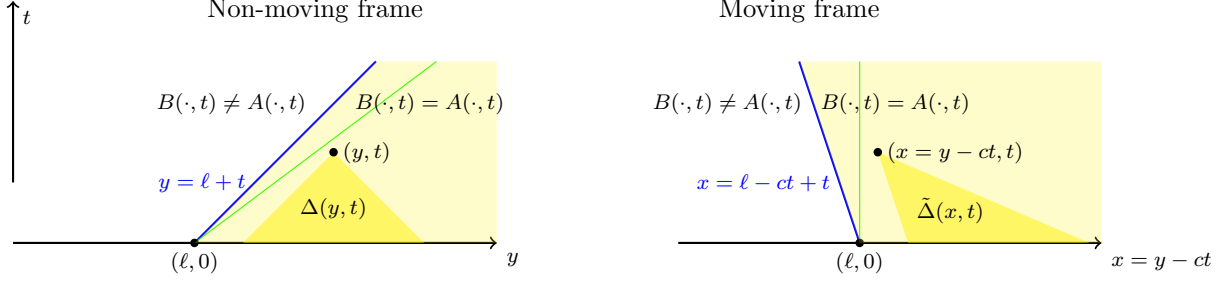 Non-moving frame
t
B(·, t) ≠ A(·, t)
B(·, t) = A(·, t)
(y, t)
y = ℓ + t
Δ(y, t)
(ℓ, 0)
y
Moving frame
B(·, t) ≠ A(·, t)
B(·, t) = A(·, t)
(x = y − ct, t)
x = ℓ − ct + t
Δ̃(x, t)
(ℓ, 0)
x = y − ct